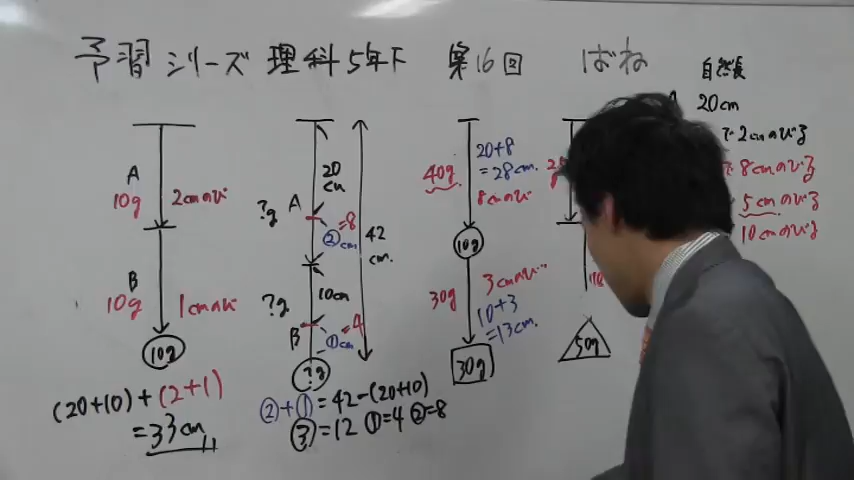 予習シリーズ 理科5年下 第16回 ばね
自然長
20cm
で2cmのびる
で8cmのびる
5cmのびる
10cmのびる
A
10g
2cmのび
B
10g
1cmのび
10g
(20+10)+(2+1)
=33cm
20
cm
?g
A
②cm
=8
42
cm.
10cm
?g
B
①cm
=4
?g
②+①=42-(20+10)
③=12 ①=4 ②=8
40g
20+8
=28cm.
8cmのび
10g
30g
3cmのび
10+3
=13cm.
30g
50g